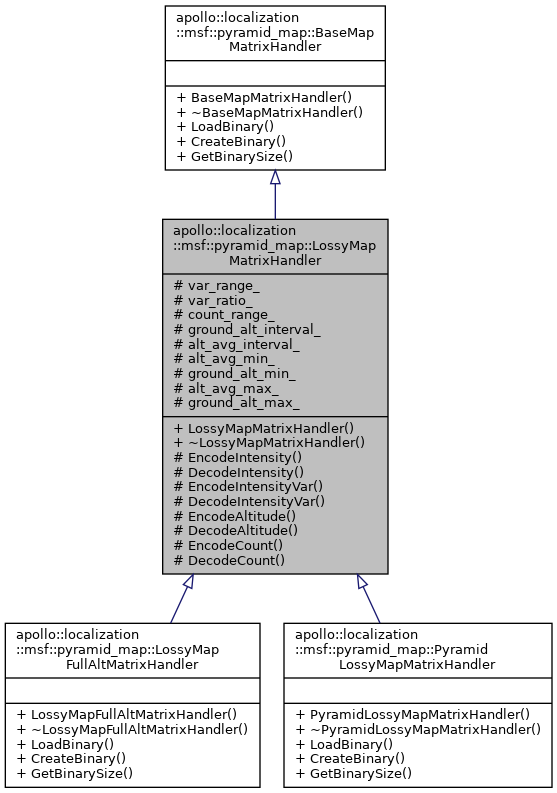 apollo::localization
::msf::pyramid_map::BaseMap
MatrixHandler
+ BaseMapMatrixHandler()
+ ~BaseMapMatrixHandler()
+ LoadBinary()
+ CreateBinary()
+ GetBinarySize()
apollo::localization
::msf::pyramid_map::LossyMap
MatrixHandler
# var_range_
# var_ratio_
# count_range_
# ground_alt_interval_
# alt_avg_interval_
# alt_avg_min_
# ground_alt_min_
# alt_avg_max_
# ground_alt_max_
+ LossyMapMatrixHandler()
+ ~LossyMapMatrixHandler()
# EncodeIntensity()
# DecodeIntensity()
# EncodeIntensityVar()
# DecodeIntensityVar()
# EncodeAltitude()
# DecodeAltitude()
# EncodeCount()
# DecodeCount()
apollo::localization
::msf::pyramid_map::LossyMap
FullAltMatrixHandler
+ LossyMapFullAltMatrixHandler()
+ ~LossyMapFullAltMatrixHandler()
+ LoadBinary()
+ CreateBinary()
+ GetBinarySize()
apollo::localization
::msf::pyramid_map::Pyramid
LossyMapMatrixHandler
+ PyramidLossyMapMatrixHandler()
+ ~PyramidLossyMapMatrixHandler()
+ LoadBinary()
+ CreateBinary()
+ GetBinarySize()